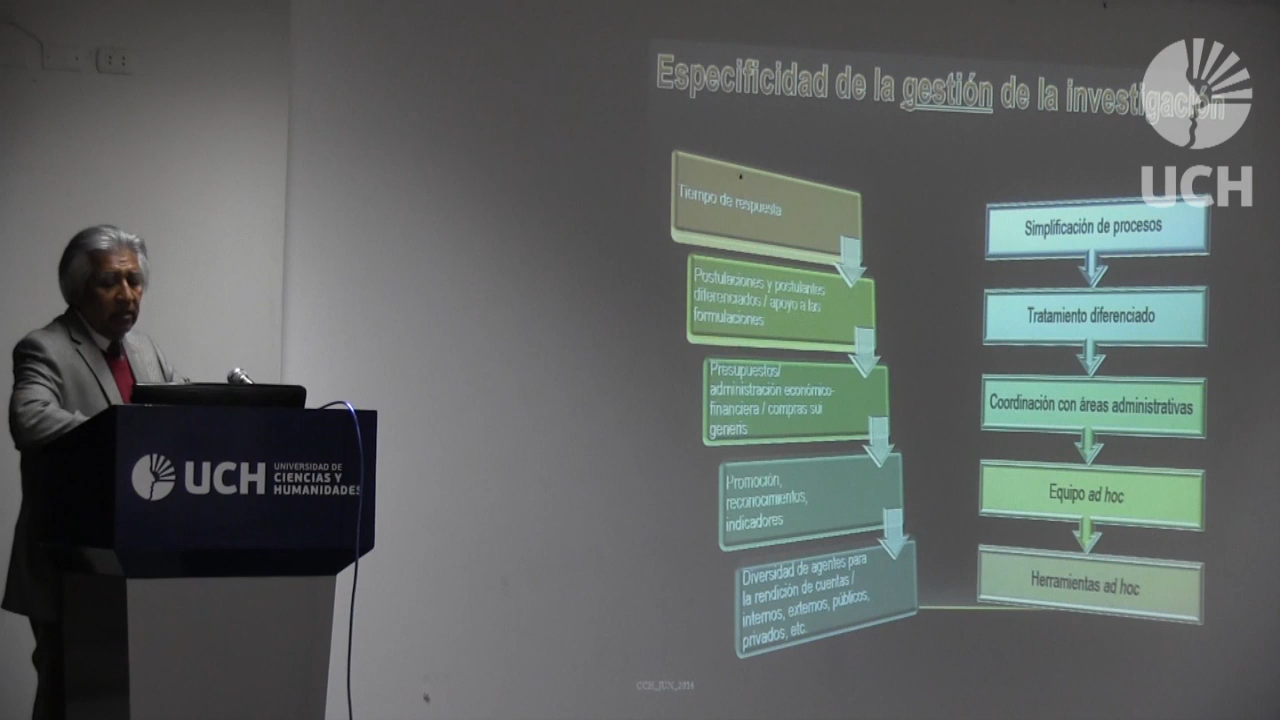 Especificidad de la gestión de la investigación
UCH
Tiempo de respuesta
Postulaciones y postulantes
diferenciados / apoyo a las
formulaciones
Presupuestos/
administración económico-
financiera / compras sui
generis
Promoción,
reconocimientos,
indicadores
Diversidad de agentes para
la rendición de cuentas /
internos, externos, públicos,
privados, etc.
Simplificación de procesos
Tratamiento diferenciado
Coordinación con áreas administrativas
Equipo ad hoc
Herramientas ad hoc
UCH
UNIVERSIDAD DE
CIENCIAS Y
HUMANIDADES